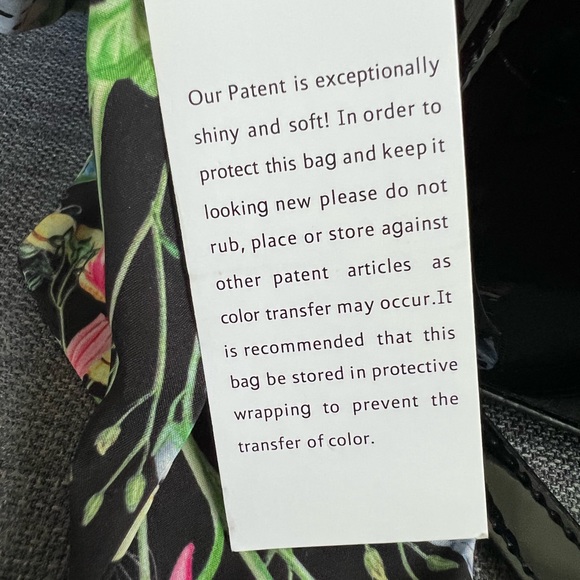 Our Patent is exceptionally
shiny and soft! In order to
protect this bag and keep it
looking new please do not
rub, place or store against
other patent articles as
color transfer may occur.It
is recommended that this
bag be stored in protective
wrapping to prevent the
transfer of color.